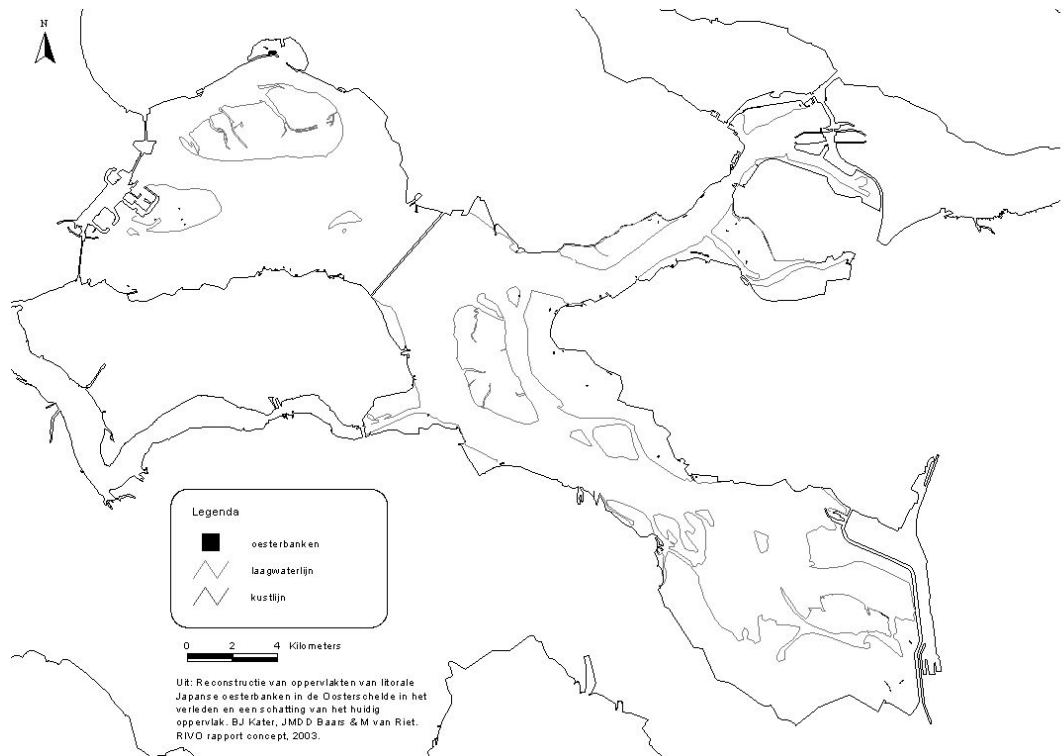 N
Legenda
oesterbanken
laagwaterlijn
kustlijn
0 2 4 Kilometers
Uit: Reconstructie van oppervlakten van litorale
Japanse oesterbanken in de Oosterschelde in het
verleden en een schatting van het huidig
oppervlak. BJ Kater, JMDD Baars & M van Riet.
RIVO rapport concept, 2003.